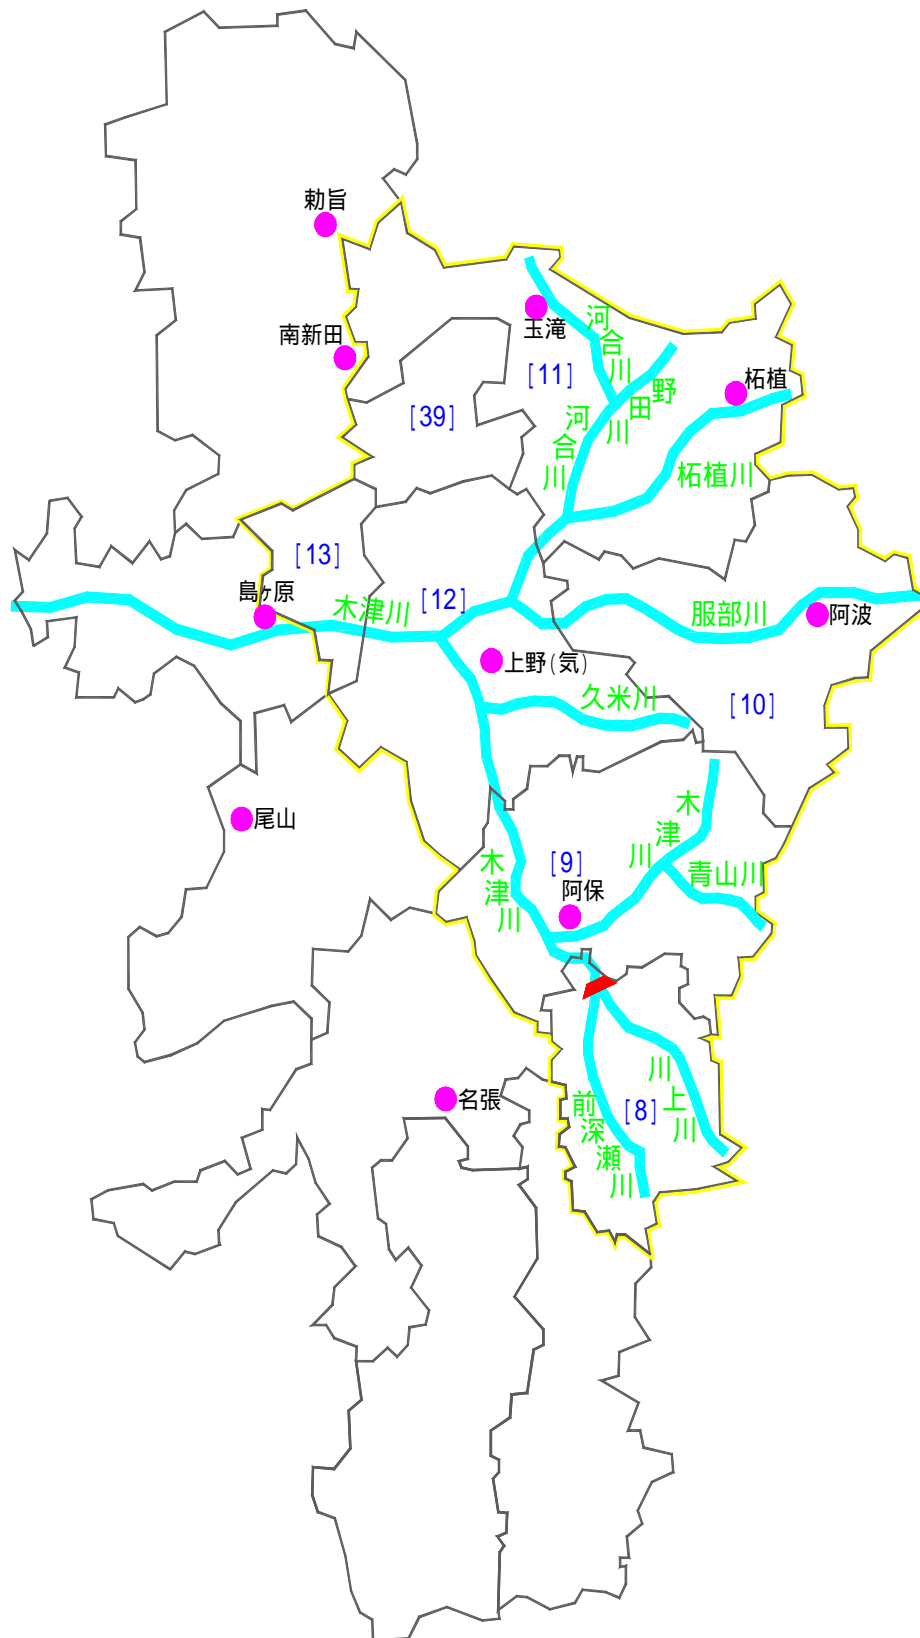 勅旨
南新田
玉滝
河合川
[11]
野田川
柘植
[39]
河合川
柘植川
[13]
島ヶ原
木津川
[12]
服部川
阿波
上野(気)
久米川
[10]
尾山
木津川
[9]
青山川
木津川
阿保
名張
川上川
[8]
前深瀬川